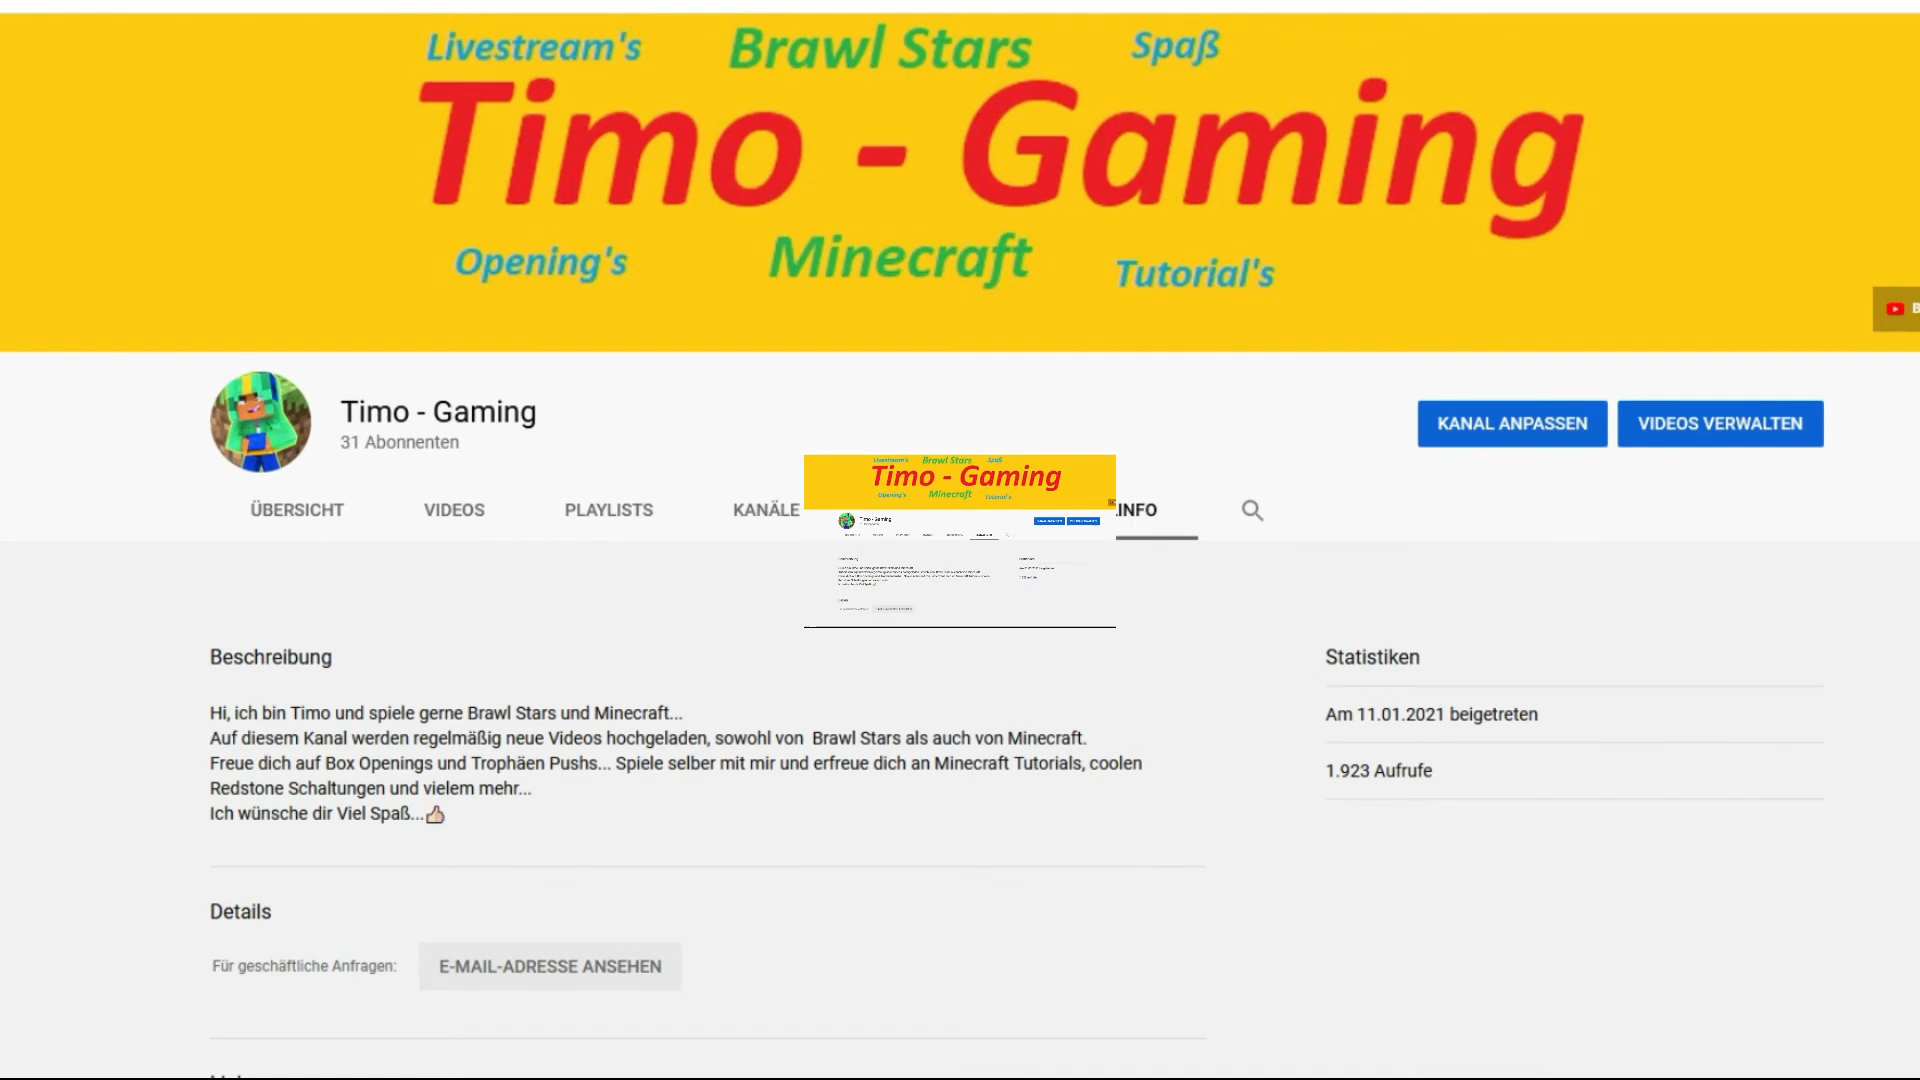 Livestream's Brawl Stars Spaß
Timo - Gaming
Opening's Minecraft Tutorial's
Timo - Gaming
31 Abonnenten
KANAL ANPASSEN VIDEOS VERWALTEN
Livestream's Brawl Stars Spaß
Timo - Gaming
Opening's Minecraft Tutorial's
Timo - Gaming
ÜBERSICHT VIDEOS PLAYLISTS KANÄLE INFO
Beschreibung
Statistiken
Hi, ich bin Timo und spiele gerne Brawl Stars und Minecraft...
Auf diesem Kanal werden regelmäßig neue Videos hochgeladen, sowohl von  Brawl Stars als auch von Minecraft.
Freue dich auf Box Openings und Trophäen Pushs... Spiele selber mit mir und erfreue dich an Minecraft Tutorials, coolen
Redstone Schaltungen und vielem mehr...
Ich wünsche dir Viel Spaß...👍🏻
Am 11.01.2021 beigetreten
1.923 Aufrufe
Details
Für geschäftliche Anfragen: E-MAIL-ADRESSE ANSEHEN